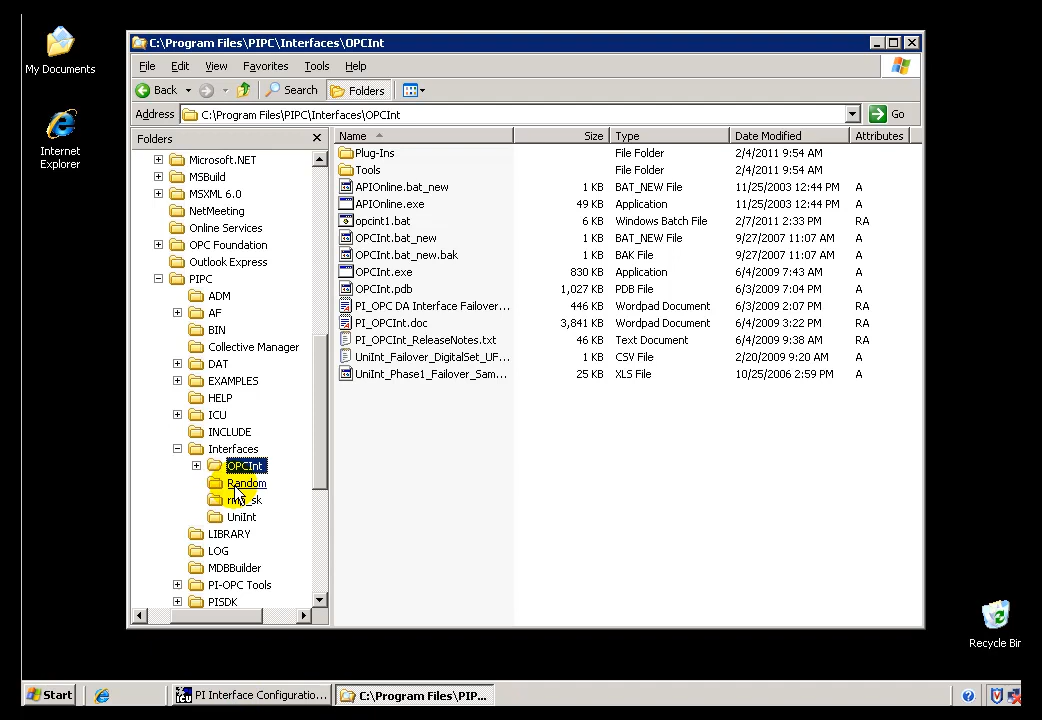 My Documents
Internet
Explorer
C:\Program Files\PIPC\Interfaces\OPCInt
File Edit View Favorites Tools Help
Back Search Folders
Address C:\Program Files\PIPC\Interfaces\OPCInt Go
Folders
Microsoft.NET
MSBuild
MSXML 6.0
NetMeeting
Online Services
OPC Foundation
Outlook Express
PIPC
ADM
AF
BIN
Collective Manager
DAT
EXAMPLES
HELP
ICU
INCLUDE
Interfaces
OPCInt
Random
UniInt
LIBRARY
LOG
MDBBuilder
PI-OPC Tools
PISDK
Name Size Type Date Modified Attributes
Plug-Ins File Folder 2/4/2011 9:54 AM
Tools File Folder 2/4/2011 9:54 AM
APIOnline.bat_new 1 KB BAT_NEW File 11/25/2003 12:44 PM A
APIOnline.exe 49 KB Application 11/25/2003 12:44 PM A
opcint1.bat 6 KB Windows Batch File 2/7/2011 2:33 PM RA
OPCInt.bat_new 1 KB BAT_NEW File 9/27/2007 11:07 AM A
OPCInt.bat_new.bak 1 KB BAK File 9/27/2007 11:07 AM A
OPCInt.exe 830 KB Application 6/4/2009 7:43 AM A
OPCInt.pdb 1,027 KB PDB File 6/3/2009 7:04 PM A
PI_OPC DA Interface Failover... 446 KB Wordpad Document 6/3/2009 2:07 PM RA
PI_OPCInt.doc 3,841 KB Wordpad Document 6/4/2009 3:22 PM RA
PI_OPCInt_ReleaseNotes.txt 46 KB Text Document 6/4/2009 9:38 AM RA
UniInt_Failover_DigitalSet_UF... 1 KB CSV File 2/20/2009 9:20 AM A
UniInt_Phase1_Failover_Sam... 25 KB XLS File 10/25/2006 2:59 PM A
Recycle Bin
Start ICU PI Interface Configuratio... C:\Program Files\PIP...